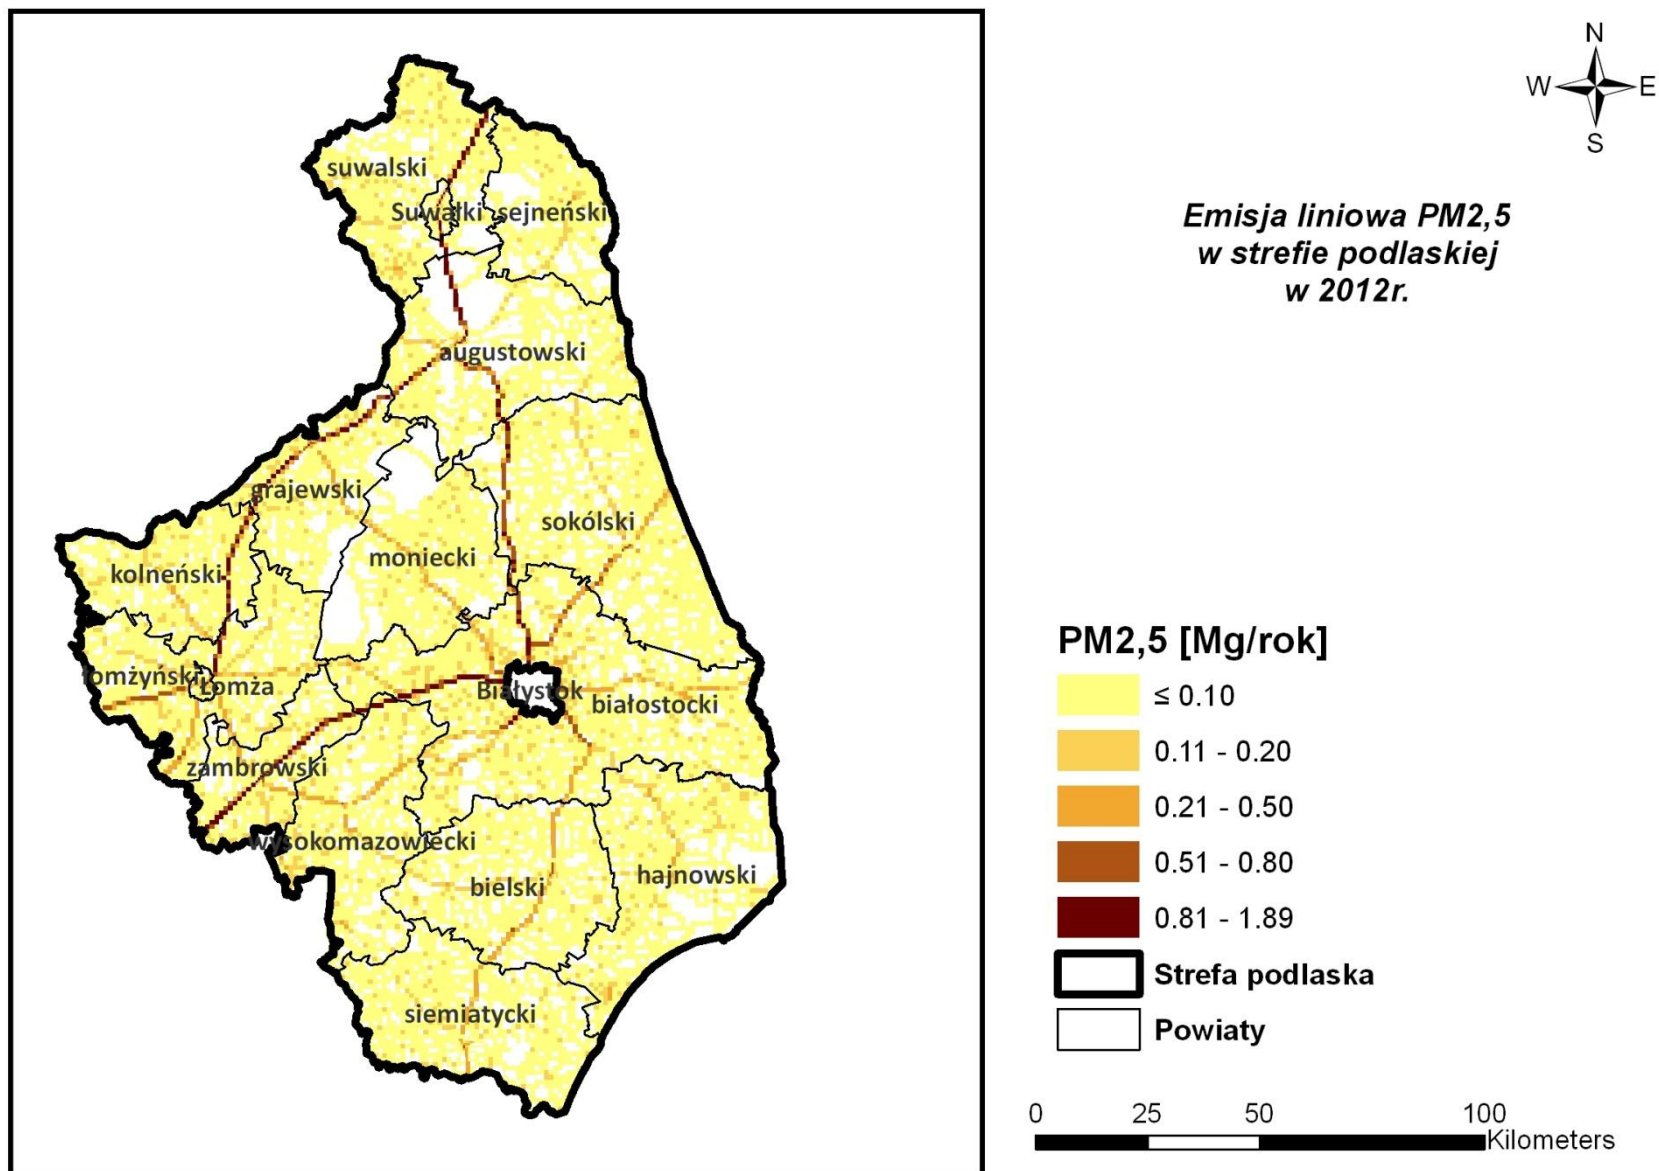 N
W E
S
Emisja liniowa PM2,5
w strefie podlaskiej
w 2012r.
suwalski
Suwałki sejneński
augustowski
grajewski
sokólski
moniecki
kolneński
łomżyński Łomża
Białystok białostocki
zambrowski
wysokomazowiecki
bielski hajnowski
siemiatycki
PM2,5 [Mg/rok]
≤ 0.10
0.11 - 0.20
0.21 - 0.50
0.51 - 0.80
0.81 - 1.89
Strefa podlaska
Powiaty
0 25 50 100
Kilometers